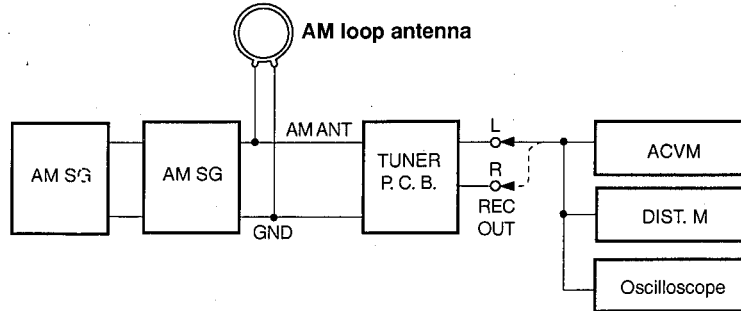 AM loop antenna
AM SG
AM SG
AM ANT
GND
TUNER
P. C. B.
L
R
REC
OUT
ACVM
DIST. M
Oscilloscope